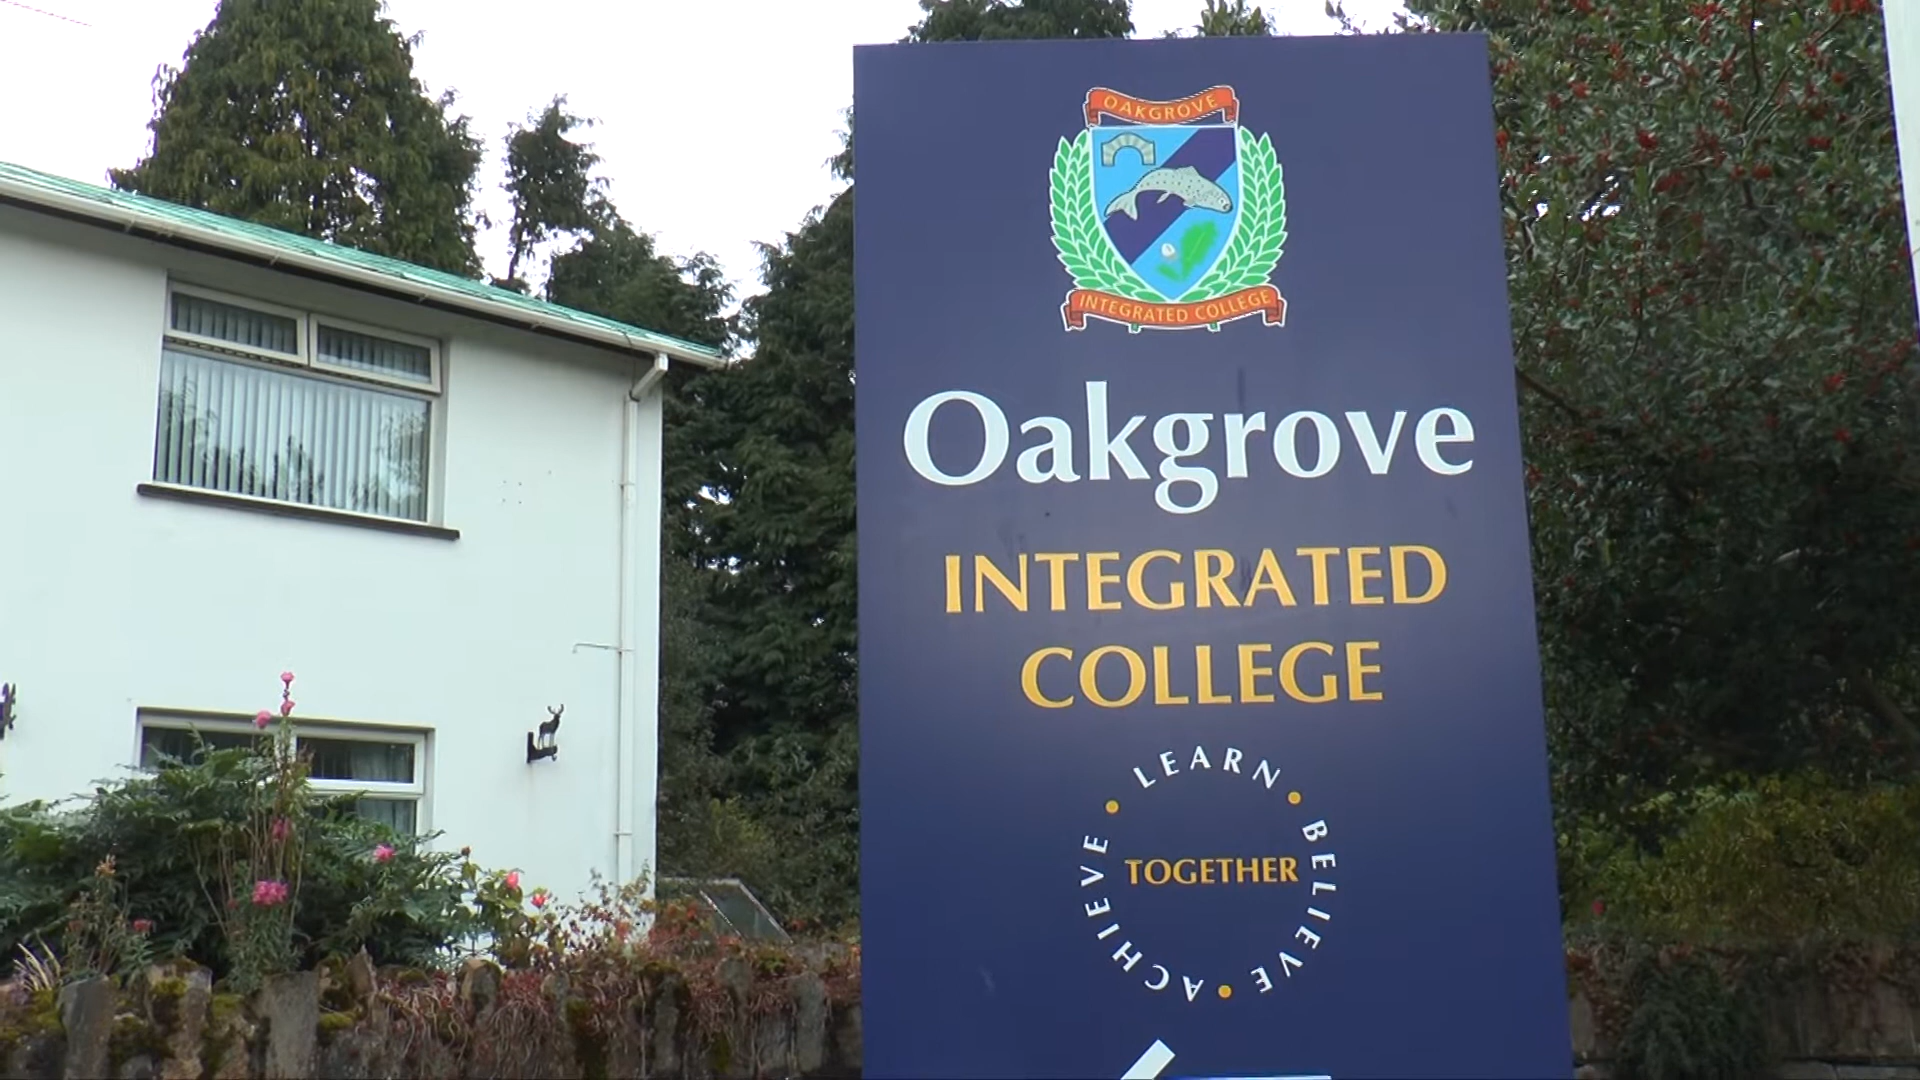 OAKGROVE
INTEGRATED COLLEGE
Oakgrove
INTEGRATED
COLLEGE
LEARN • BELIEVE • ACHIEVE •
TOGETHER